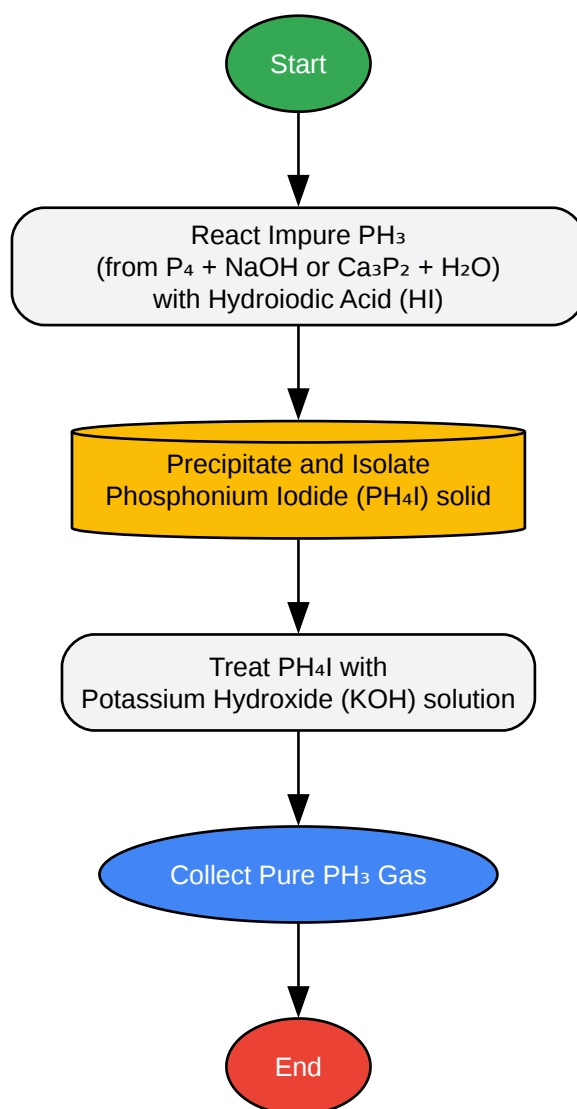 Start
React Impure PH₃
(from P₄ + NaOH or Ca₃P₂ + H₂O)
with Hydroiodic Acid (HI)
Precipitate and Isolate
Phosphonium Iodide (PH₄I) solid
Treat PH₄I with
Potassium Hydroxide (KOH) solution
Collect Pure PH₃ Gas
End